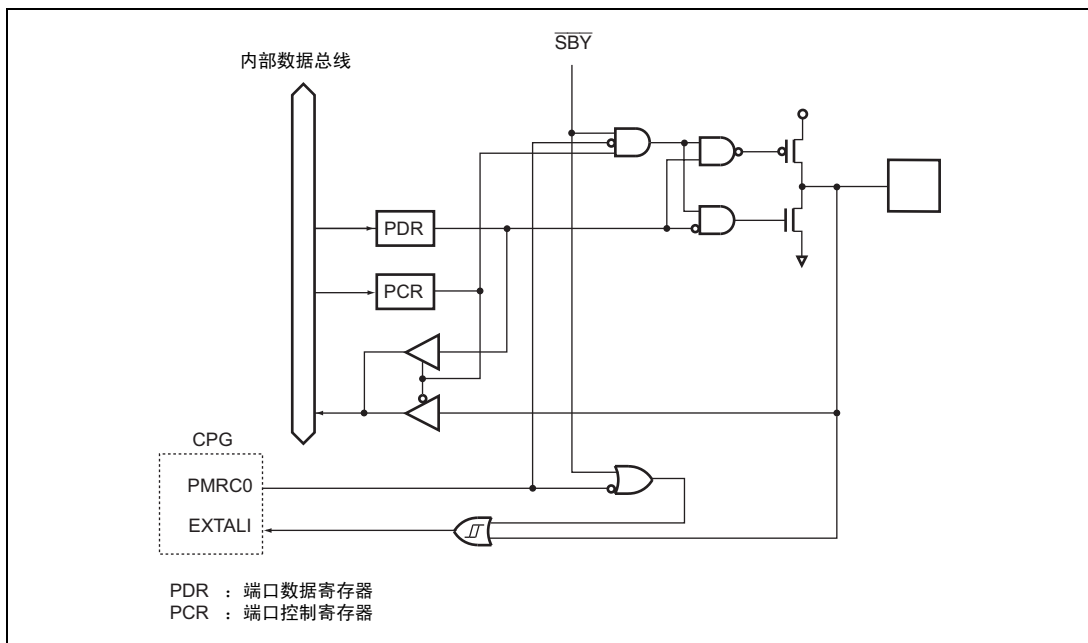 SBY
内部数据总线
PDR
PCR
CPG
PMRC0
EXTALI
PDR ：端口数据寄存器
PCR ：端口控制寄存器